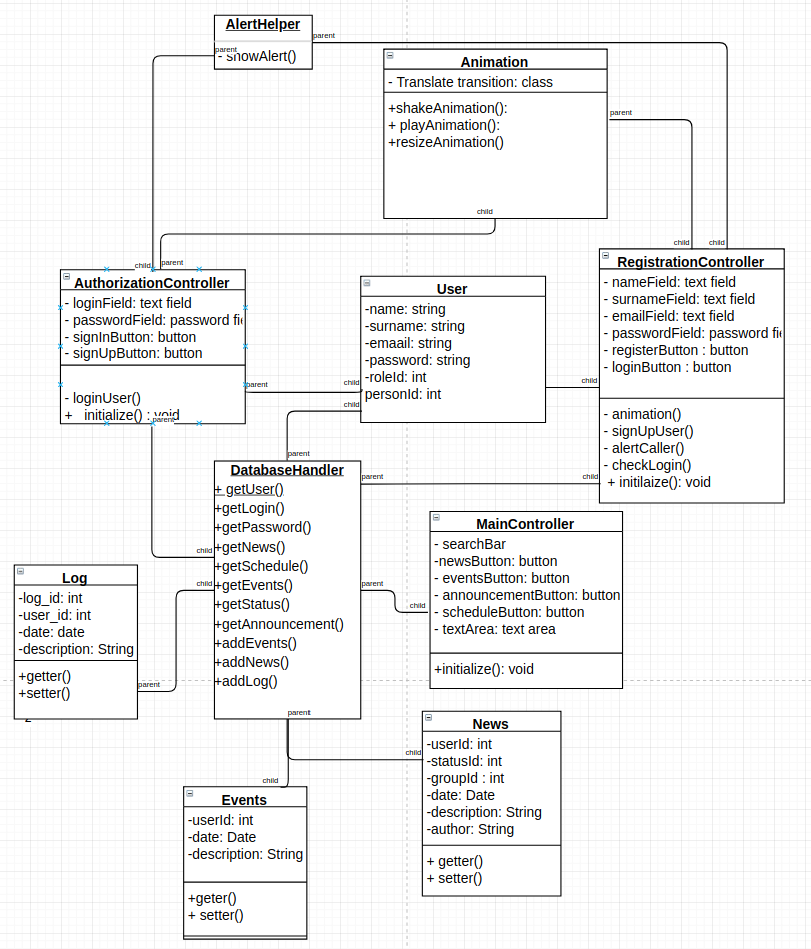 AlertHelper
parent
- showAlert()
parent
Animation
- Translate transition: class
+shakeAnimation():
+ playAnimation():
+resizeAnimation()
parent
child
child
child
child
parent
AuthorizationController
- loginField: text field
- passwordField: password fi
- signInButton: button
- signUpButton: button
- loginUser()
+ initialize() : void
parent
parent
User
-name: string
-surname: string
-emaail: string
-password: string
-roleId: int
personId: int
child
child
child
RegistrationController
- nameField: text field
- surnameField: text field
- emailField: text field
- passwordField: password fi
- registerButton : button
- loginButton : button
- animation()
- signUpUser()
- alertCaller()
- checkLogin()
+ initilaize(): void
child
parent
DatabaseHandler
+ getUser()
+getLogin()
+getPassword()
+getNews()
+getSchedule()
+getEvents()
+getStatus()
+getAnnouncement()
+addEvents()
+addNews()
+addLog()
parent
child
child
parent
parent
child
MainController
- searchBar
-newsButton: button
- eventsButton: button
- announcementButton: button
- scheduleButton: button
- textArea: text area
+initialize(): void
Log
-log_id: int
-user_id: int
-date: date
-description: String
+getter()
+setter()
parent
News
-userId: int
-statusId: int
-groupId : int
-date: Date
-description: String
-author: String
+ getter()
+ setter()
child
child
Events
-userId: int
-date: Date
-description: String
+geter()
+ setter()